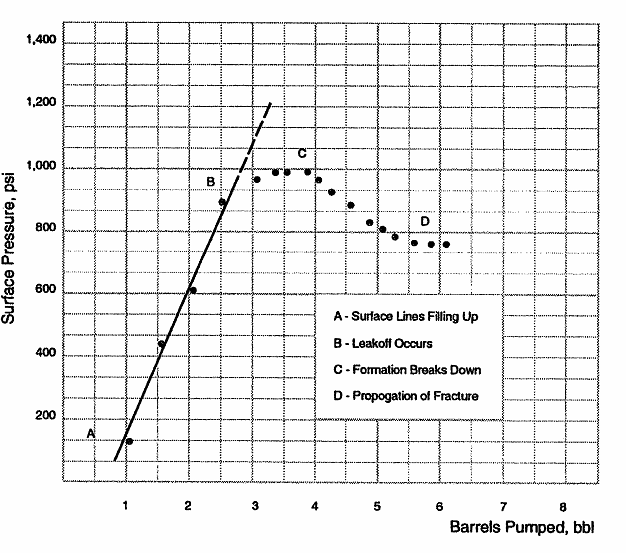 1,400
1,200
1,000
800
600
400
200
Surface Pressure, psi
A
B
C
D
A - Surface Lines Filling Up
B - Leakoff Occurs
C - Formation Breaks Down
D - Propogation of Fracture
1 2 3 4 5 6 7 8
Barrels Pumped, bbl